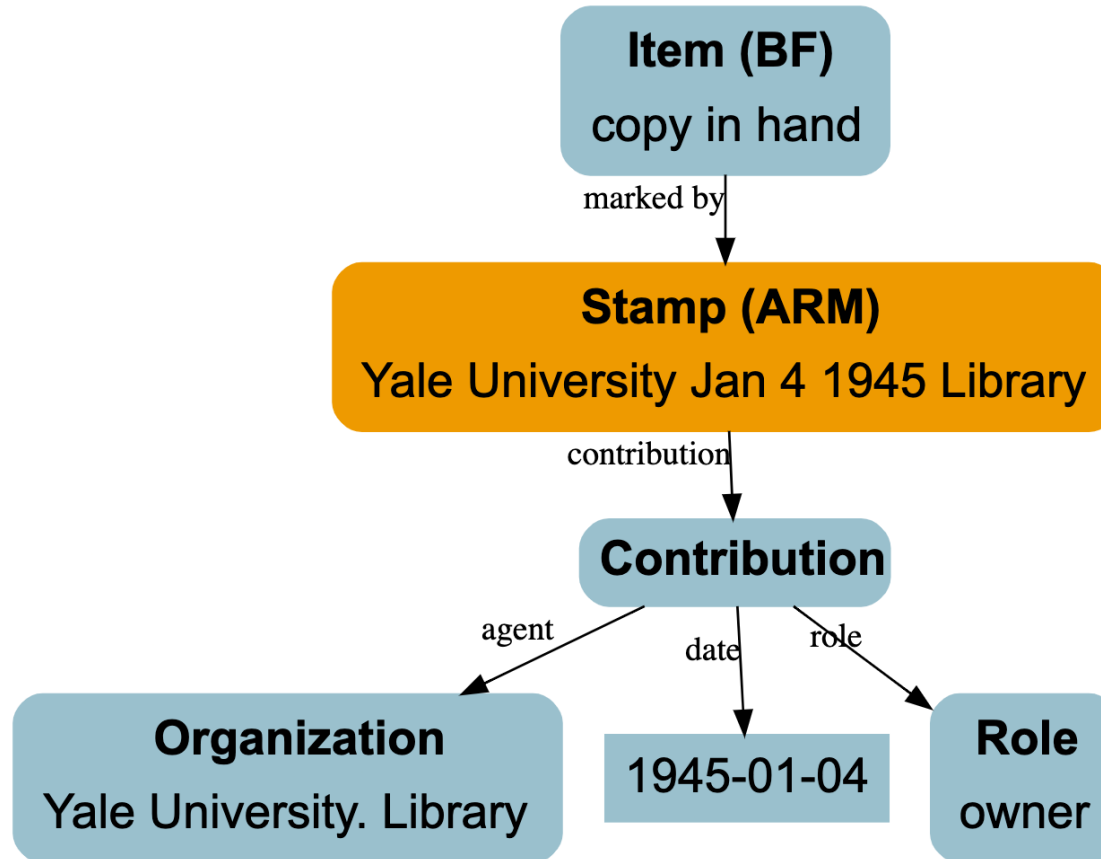 Item (BF)
copy in hand
marked by
Stamp (ARM)
Yale University Jan 4 1945 Library
contribution
Contribution
agent
date
role
Organization
Yale University. Library
1945-01-04
Role
owner